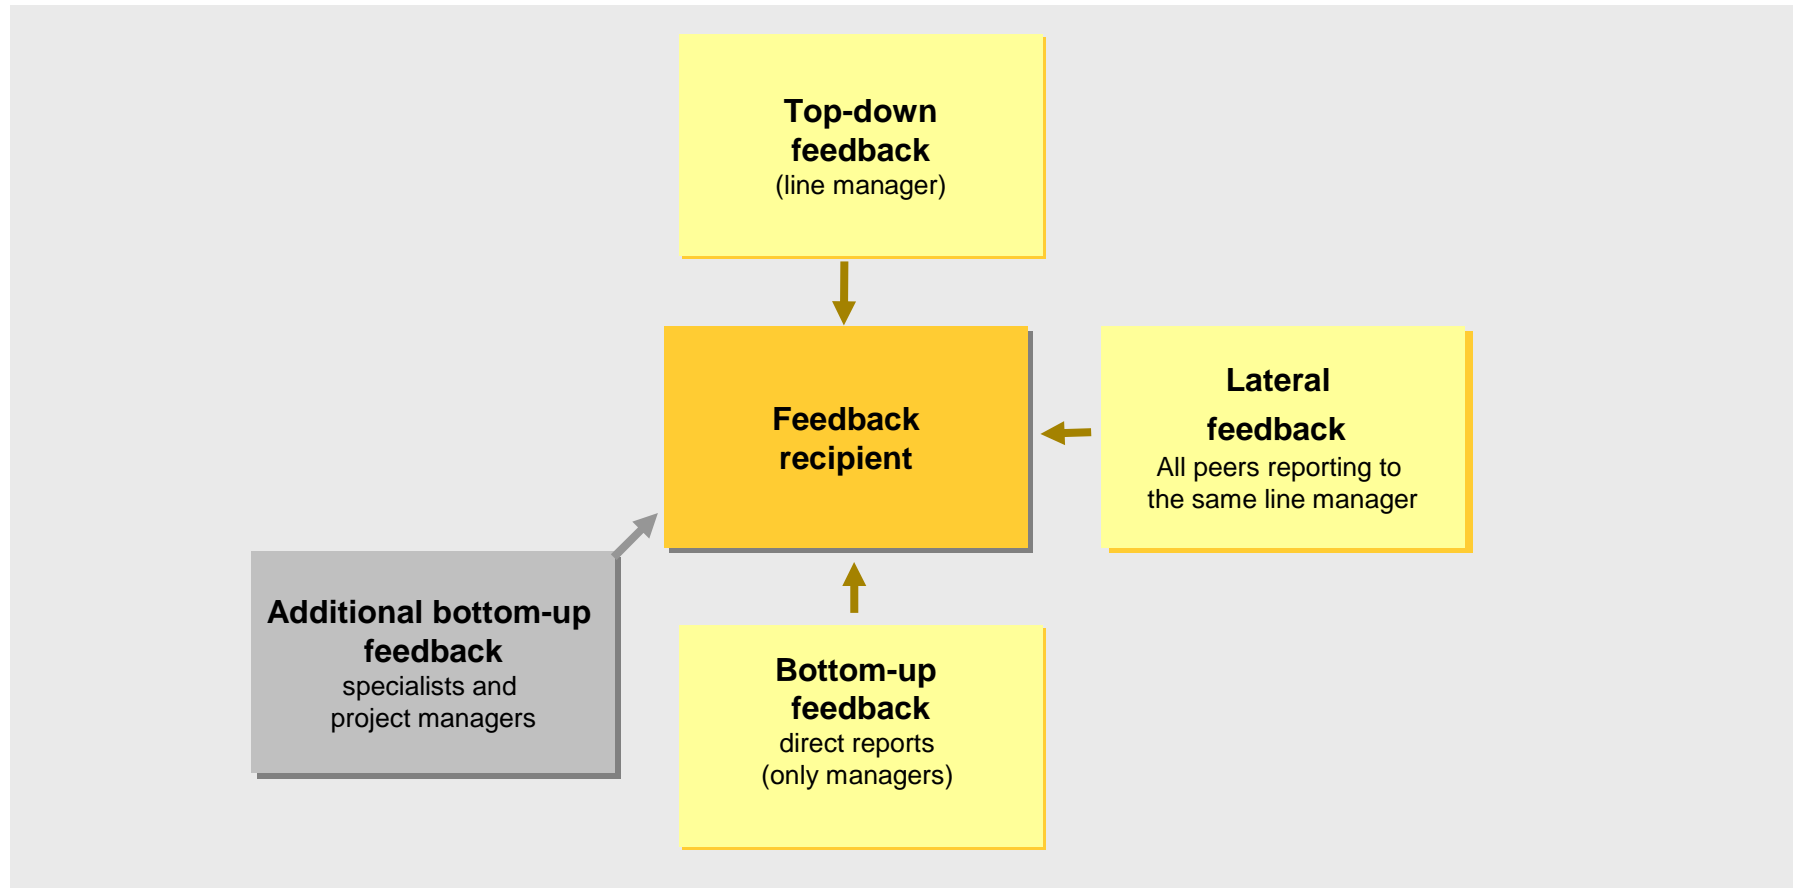 Top-down
feedback
(line manager)
Feedback
recipient
Lateral
feedback
All peers reporting to
the same line manager
Additional bottom-up
feedback
specialists and
project managers
Bottom-up
feedback
direct reports
(only managers)